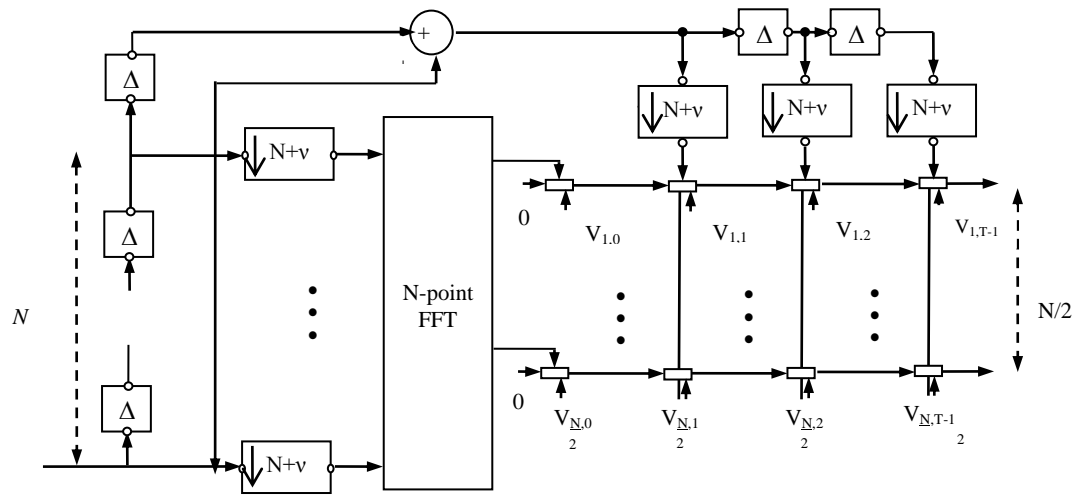 +
Δ
Δ
Δ
N+ν
N+ν
N+ν
N+ν
0
V1,0
V1,1
V1,2
V1,T-1
Δ
N
N-point
FFT
N/2
Δ
0
VN,0
2
VN,1
2
VN,2
2
VN,T-1
2
Δ
N+ν